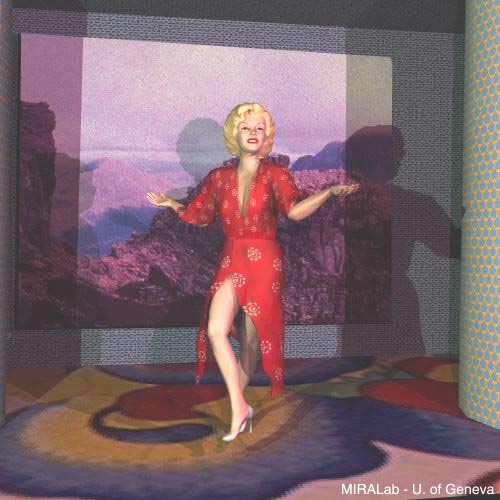 MIRALab - U. of Geneva